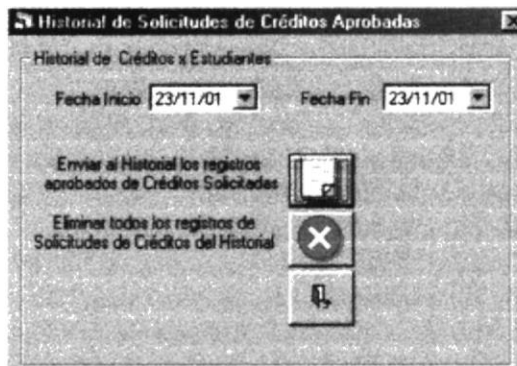 Historial de Solicitudes de Créditos Aprobadas
Historial de Créditos x Estudiantes
Fecha Inicio 23/11/01 Fecha Fin 23/11/01
Enviar al Historial los registros
aprobados de Créditos Solicitadas
Eliminar todos los registros de
Solicitudes de Créditos del Historial